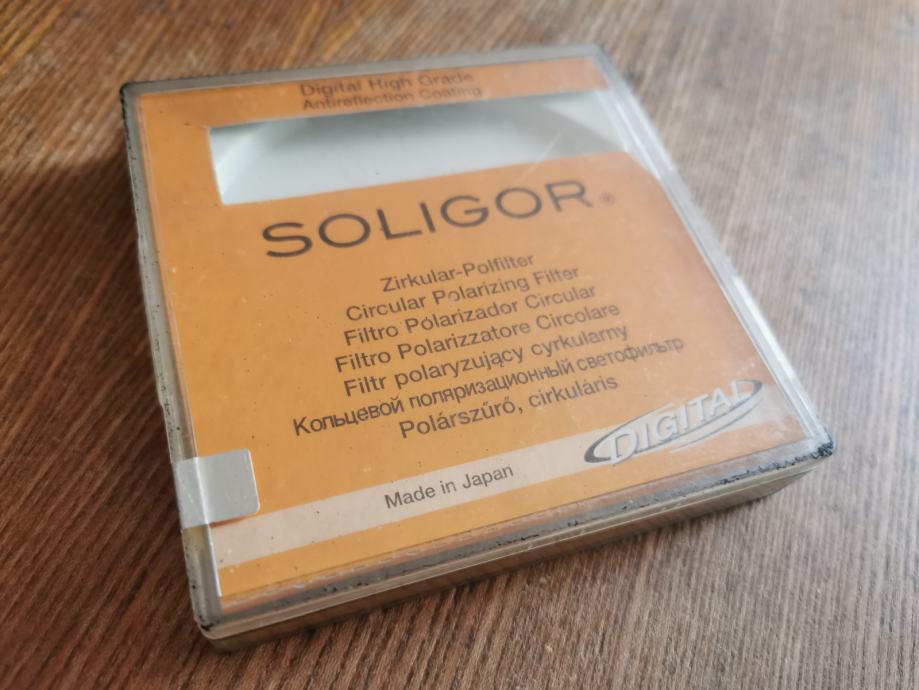 Digital High Grade
Antireflection Coating
SOLIGOR®
Zirkular-Polfilter
Circular Polarizing Filter
Filtro Polarizador Circular
Filtro Polarizzatore Circolare
Filtr polaryzujący cyrkularny
Кольцевой поляризационный светофильтр
Polárszűrő, cirkuláris
DIGITAL
Made in Japan